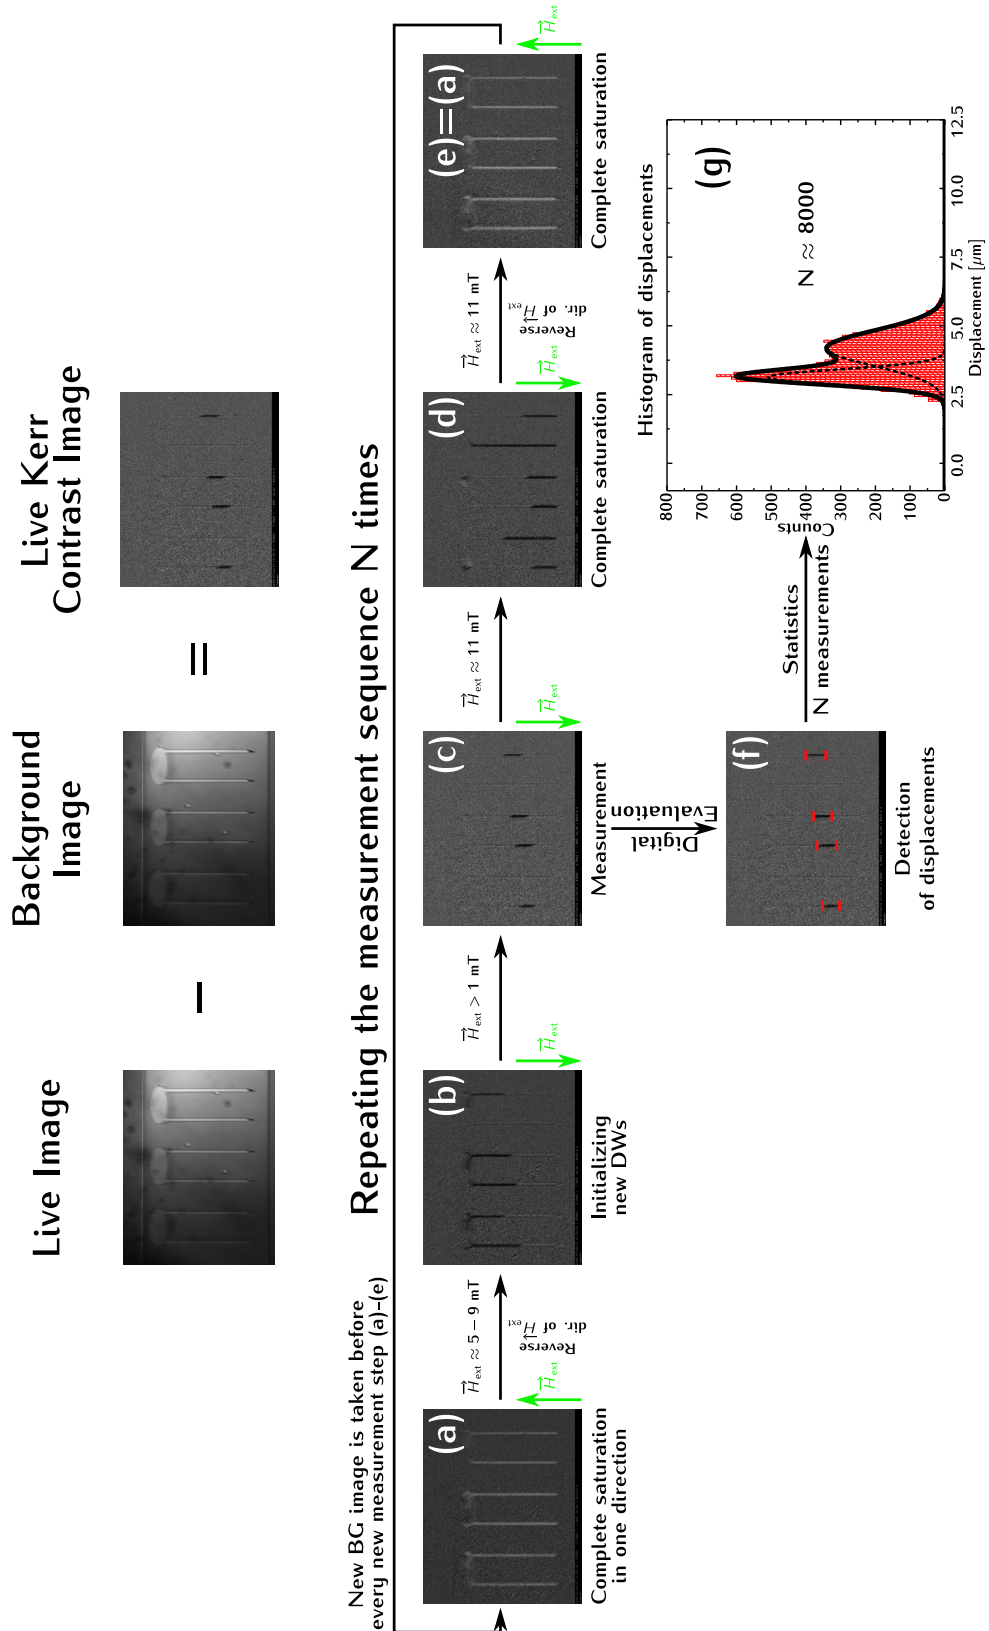 Live Image
Background
Image
Live Kerr
Contrast Image
−
=
Repeating the measurement sequence N times
New BG image is taken before
every new measurement step (a)-(e)
(a)
Complete saturation
in one direction
H ext
H ext ≈ 5 − 9 mT
Reverse
dir. of H ext
(b)
Initializing
new DWs
H ext
H ext > 1 mT
(c)
Measurement
H ext
H ext ≈ 11 mT
(d)
Complete saturation
H ext
H ext ≈ 11 mT
Reverse
dir. of H ext
(e)=(a)
Complete saturation
H ext
Digital
Evaluation
(f)
Detection
of displacements
Statistics
N measurements
Histogram of displacements
(g)
N ≈ 8000
Counts
800
700
600
500
400
300
200
100
0
0.0 2.5 5.0 7.5 10.0 12.5
Displacement [μm]